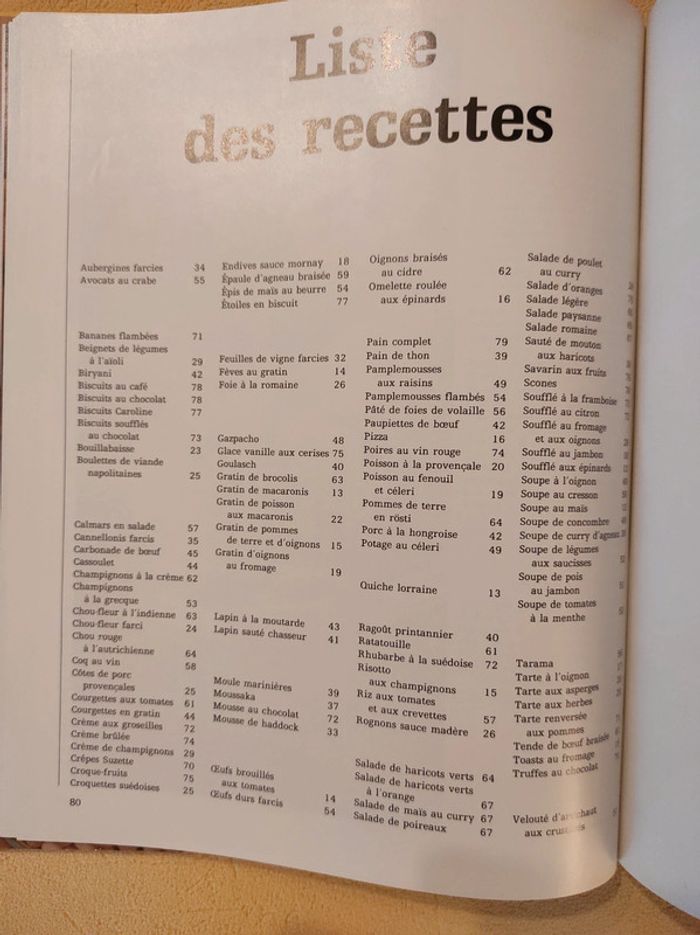 Liste
des recettes
Aubergines farcies 34
Avocats au crabe 55
Bananes flambées 71
Beignets de légumes
à l'aïoli 29
Biryani 42
Biscuits au café 78
Biscuits au chocolat 78
Biscuits Caroline 77
Biscuits soufflés
au chocolat 73
Bouillabaisse 23
Boulettes de viande
napolitaines 25
Calmars en salade 57
Cannellonis farcis 35
Carbonade de bœuf 45
Cassoulet 44
Champignons à la crème 62
Champignons
à la grecque 53
Chou-fleur à l'indienne 63
Chou-fleur farci 24
Chou rouge
à l'autrichienne 64
Coq au vin 58
Côtes de porc
provençales 25
Courgettes aux tomates 61
Courgettes en gratin 44
Crème aux groseilles 72
Crème brûlée 74
Crème de champignons 29
Crêpes Suzette 70
Croque-fruits 75
Croquettes suédoises 25
80
Endives sauce mornay 18
Épaule d'agneau braisée 59
Épis de maïs au beurre 54
Étoiles en biscuit 77
Feuilles de vigne farcies 32
Fèves au gratin 14
Foie à la romaine 26
Gazpacho 48
Glace vanille aux cerises 75
Goulasch 40
Gratin de brocolis 63
Gratin de macaronis 13
Gratin de poisson
aux macaronis 22
Gratin de pommes
de terre et d'oignons 15
Gratin d'oignons
au fromage 19
Lapin à la moutarde 43
Lapin sauté chasseur 41
Moule marinières 39
Moussaka 37
Mousse au chocolat 72
Mousse de haddock 33
Œufs brouillés
aux tomates 14
Œufs durs farcis 54
Oignons braisés
au cidre 62
Omelette roulée
aux épinards 16
Pain complet 79
Pain de thon 39
Pamplemousses
aux raisins 49
Pamplemousses flambés 54
Pâté de foies de volaille 56
Paupiettes de bœuf 42
Pizza 16
Poires au vin rouge 74
Poisson à la provençale 20
Poisson au fenouil
et céleri 19
Pommes de terre
en rösti 64
Porc à la hongroise 42
Potage au céleri 49
Quiche lorraine 13
Ragoût printannier 40
Ratatouille 61
Rhubarbe à la suédoise 72
Risotto
aux champignons 15
Riz aux tomates
et aux crevettes 57
Rognons sauce madère 26
Salade de haricots verts 64
Salade de haricots verts
à l'orange 67
Salade de maïs au curry 67
Salade de poireaux 67
Salade de poulet
au curry
Salade d'oranges
Salade légère
Salade paysanne
Salade romaine
Sauté de mouton
aux haricots
Savarin aux fruits
Scones
Soufflé à la framboise
Soufflé au citron
Soufflé au fromage
et aux oignons
Soufflé au jambon
Soufflé aux épinards
Soupe à l'oignon
Soupe au cresson
Soupe au maïs
Soupe de concombre
Soupe de curry d'agneau
Soupe de légumes
aux saucisses
Soupe de pois
au jambon
Soupe de tomates
à la menthe
Tarama
Tarte à l'oignon
Tarte aux asperges
Tarte aux herbes
Tarte renversée
aux pommes
Tende de bœuf braisée
Toasts au fromage
Truffes au chocolat
Velouté d'artichaut
aux crustacés